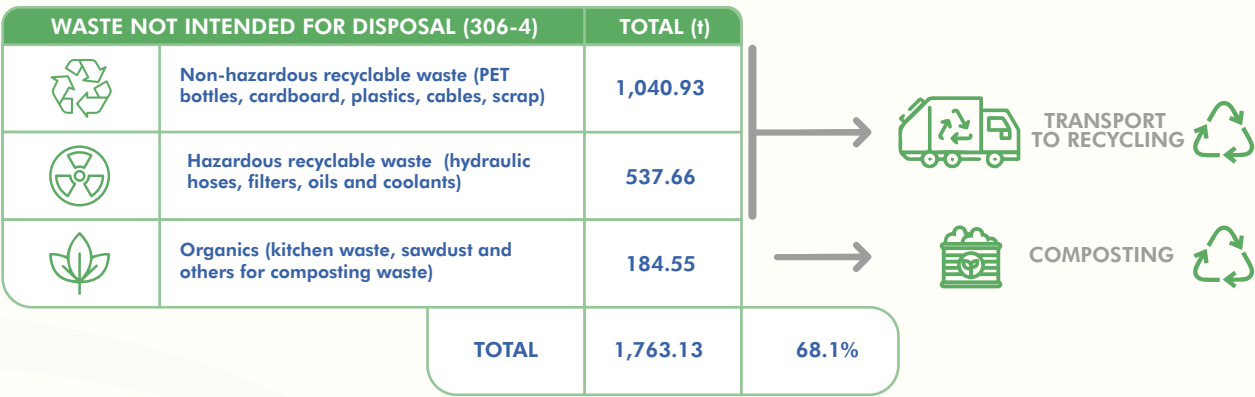 WASTE NOT INTENDED FOR DISPOSAL (306-4) TOTAL (t)
Non-hazardous recyclable waste (PET
bottles, cardboard, plastics, cables, scrap)
1,040.93
Hazardous recyclable waste (hydraulic
hoses, filters, oils and coolants)
537.66
TRANSPORT
TO RECYCLING
Organics (kitchen waste, sawdust and
others for composting waste)
184.55
COMPOSTING
TOTAL 1,763.13 68.1%